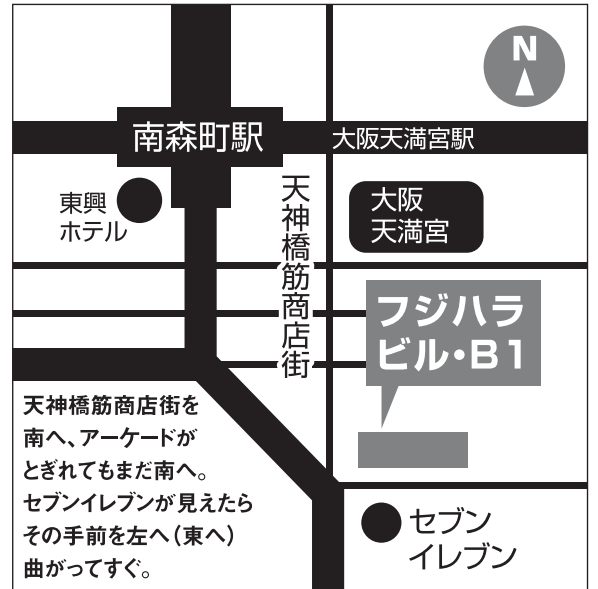 N
南森町駅
大阪天満宮駅
東興
ホテル
天神橋筋商店街
大阪
天満宮
フジハラ
ビル・B1
天神橋筋商店街を
南へ、アーケードが
とぎれてもまだ南へ。
セブンイレブンが見えたら
その手前を左へ（東へ）
曲がってすぐ。
セブン
イレブン